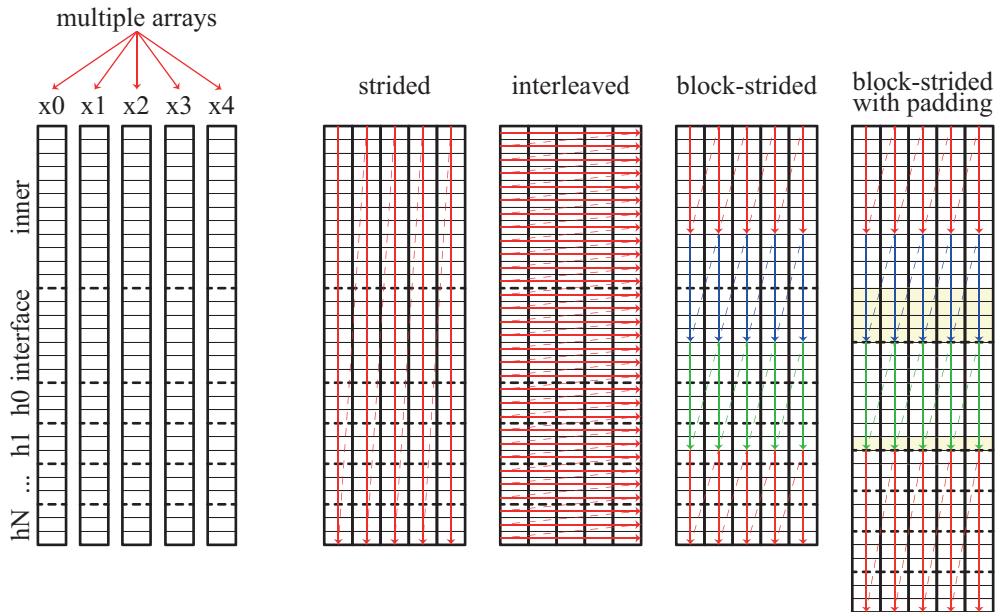 multiple arrays
x0 x1 x2 x3 x4
strided
interleaved
block-strided
block-strided
with padding
inner
interface
h0
h1
...
hN